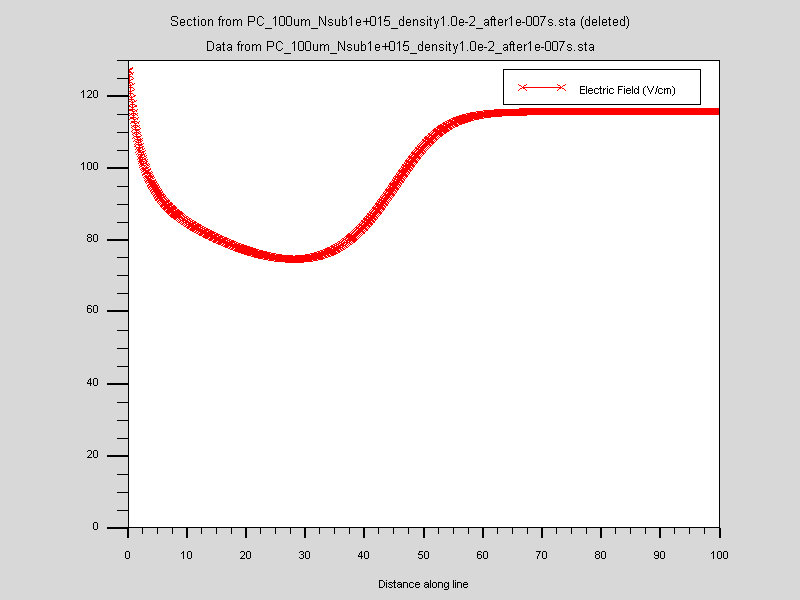 Section from PC_100um_Nsub1e+015_density1.0e-2_after1e-007s.sta (deleted)
Data from PC_100um_Nsub1e+015_density1.0e-2_after1e-007s.sta
Electric Field (V/cm)
120
100
80
60
40
20
0
0 10 20 30 40 50 60 70 80 90 100
Distance along line